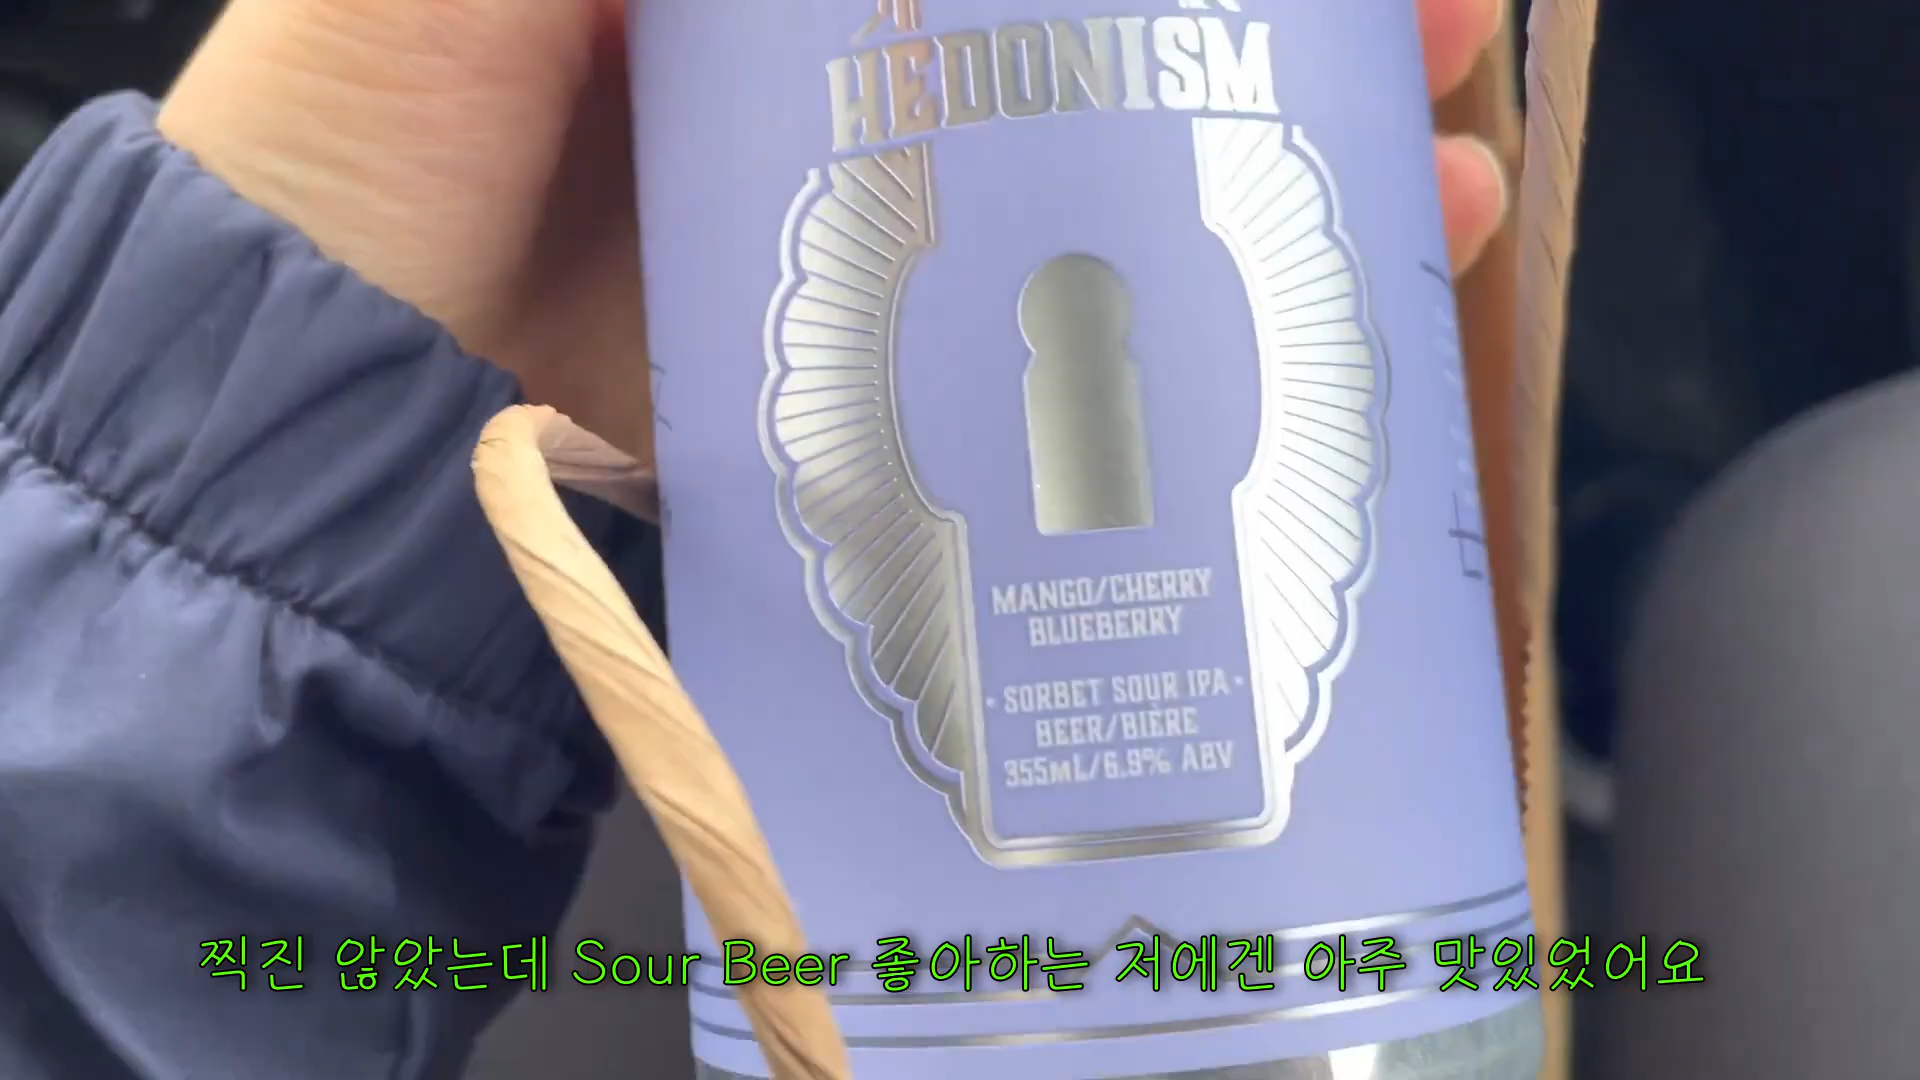 HEDONISM
MANGO/CHERRY
BLUEBERRY
· SORBET SOUR IPA ·
BEER/BIÈRE
355mL/6.9% ABV
찍진 않았는데 Sour Beer 좋아하는 저에겐 아주 맛있었어요